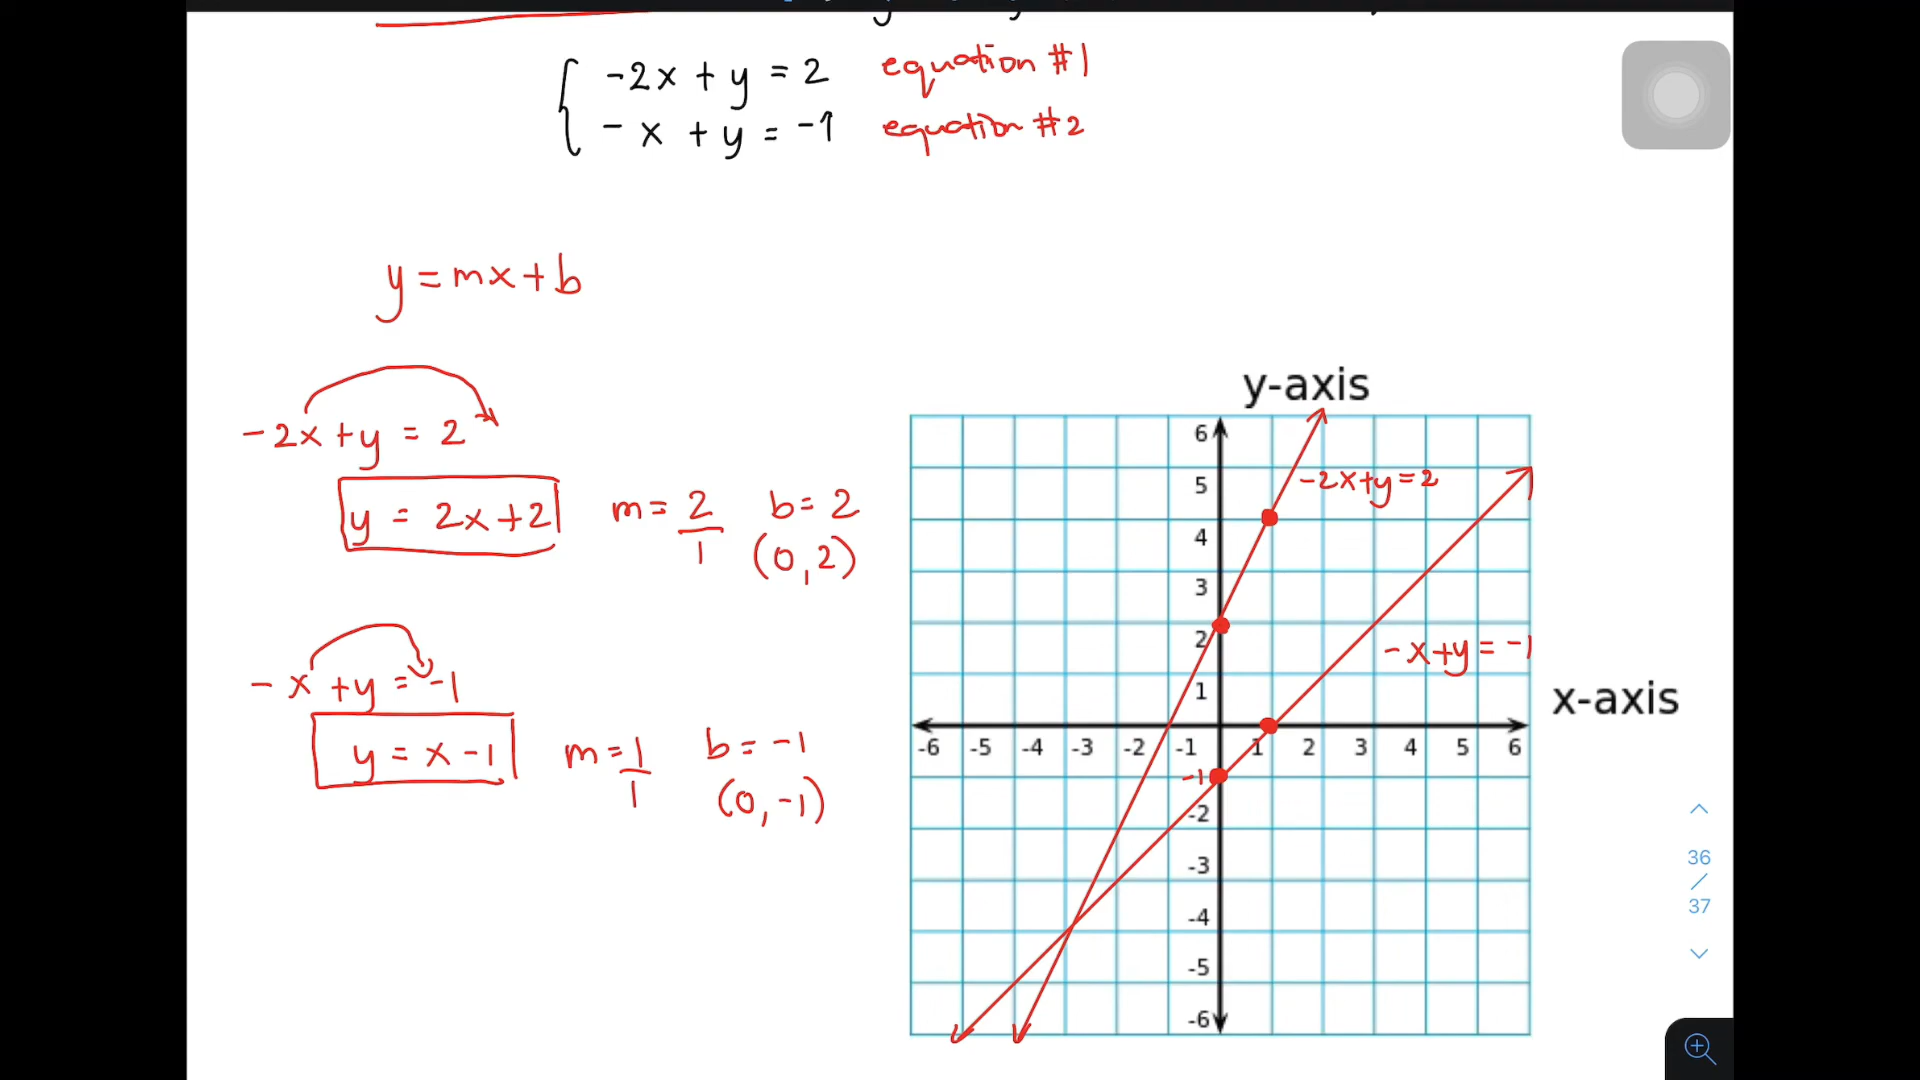 -2x + y = 2 equation #1
- x + y = -1 equation #2
y = mx + b
-2x + y = 2
y = 2x + 2 m = 2/1 b = 2
(0, 2)
- x + y = -1
y = x - 1 m = 1/1 b = -1
(0, -1)
y-axis
6
5
4
3
2
1
-6 -5 -4 -3 -2 -1 1 2 3 4 5 6
-1
-2
-3
-4
-5
-6
-2x+y=2
-x+y=-1
x-axis
36
/
37